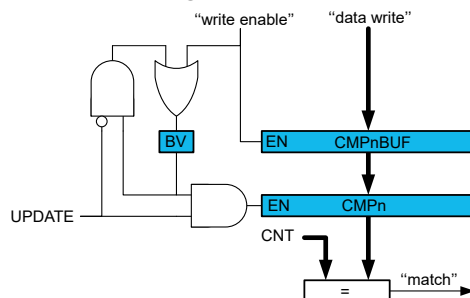 “write enable” “data write”
BV EN CMPnBUF
EN CMPn
UPDATE
CNT
= “match”